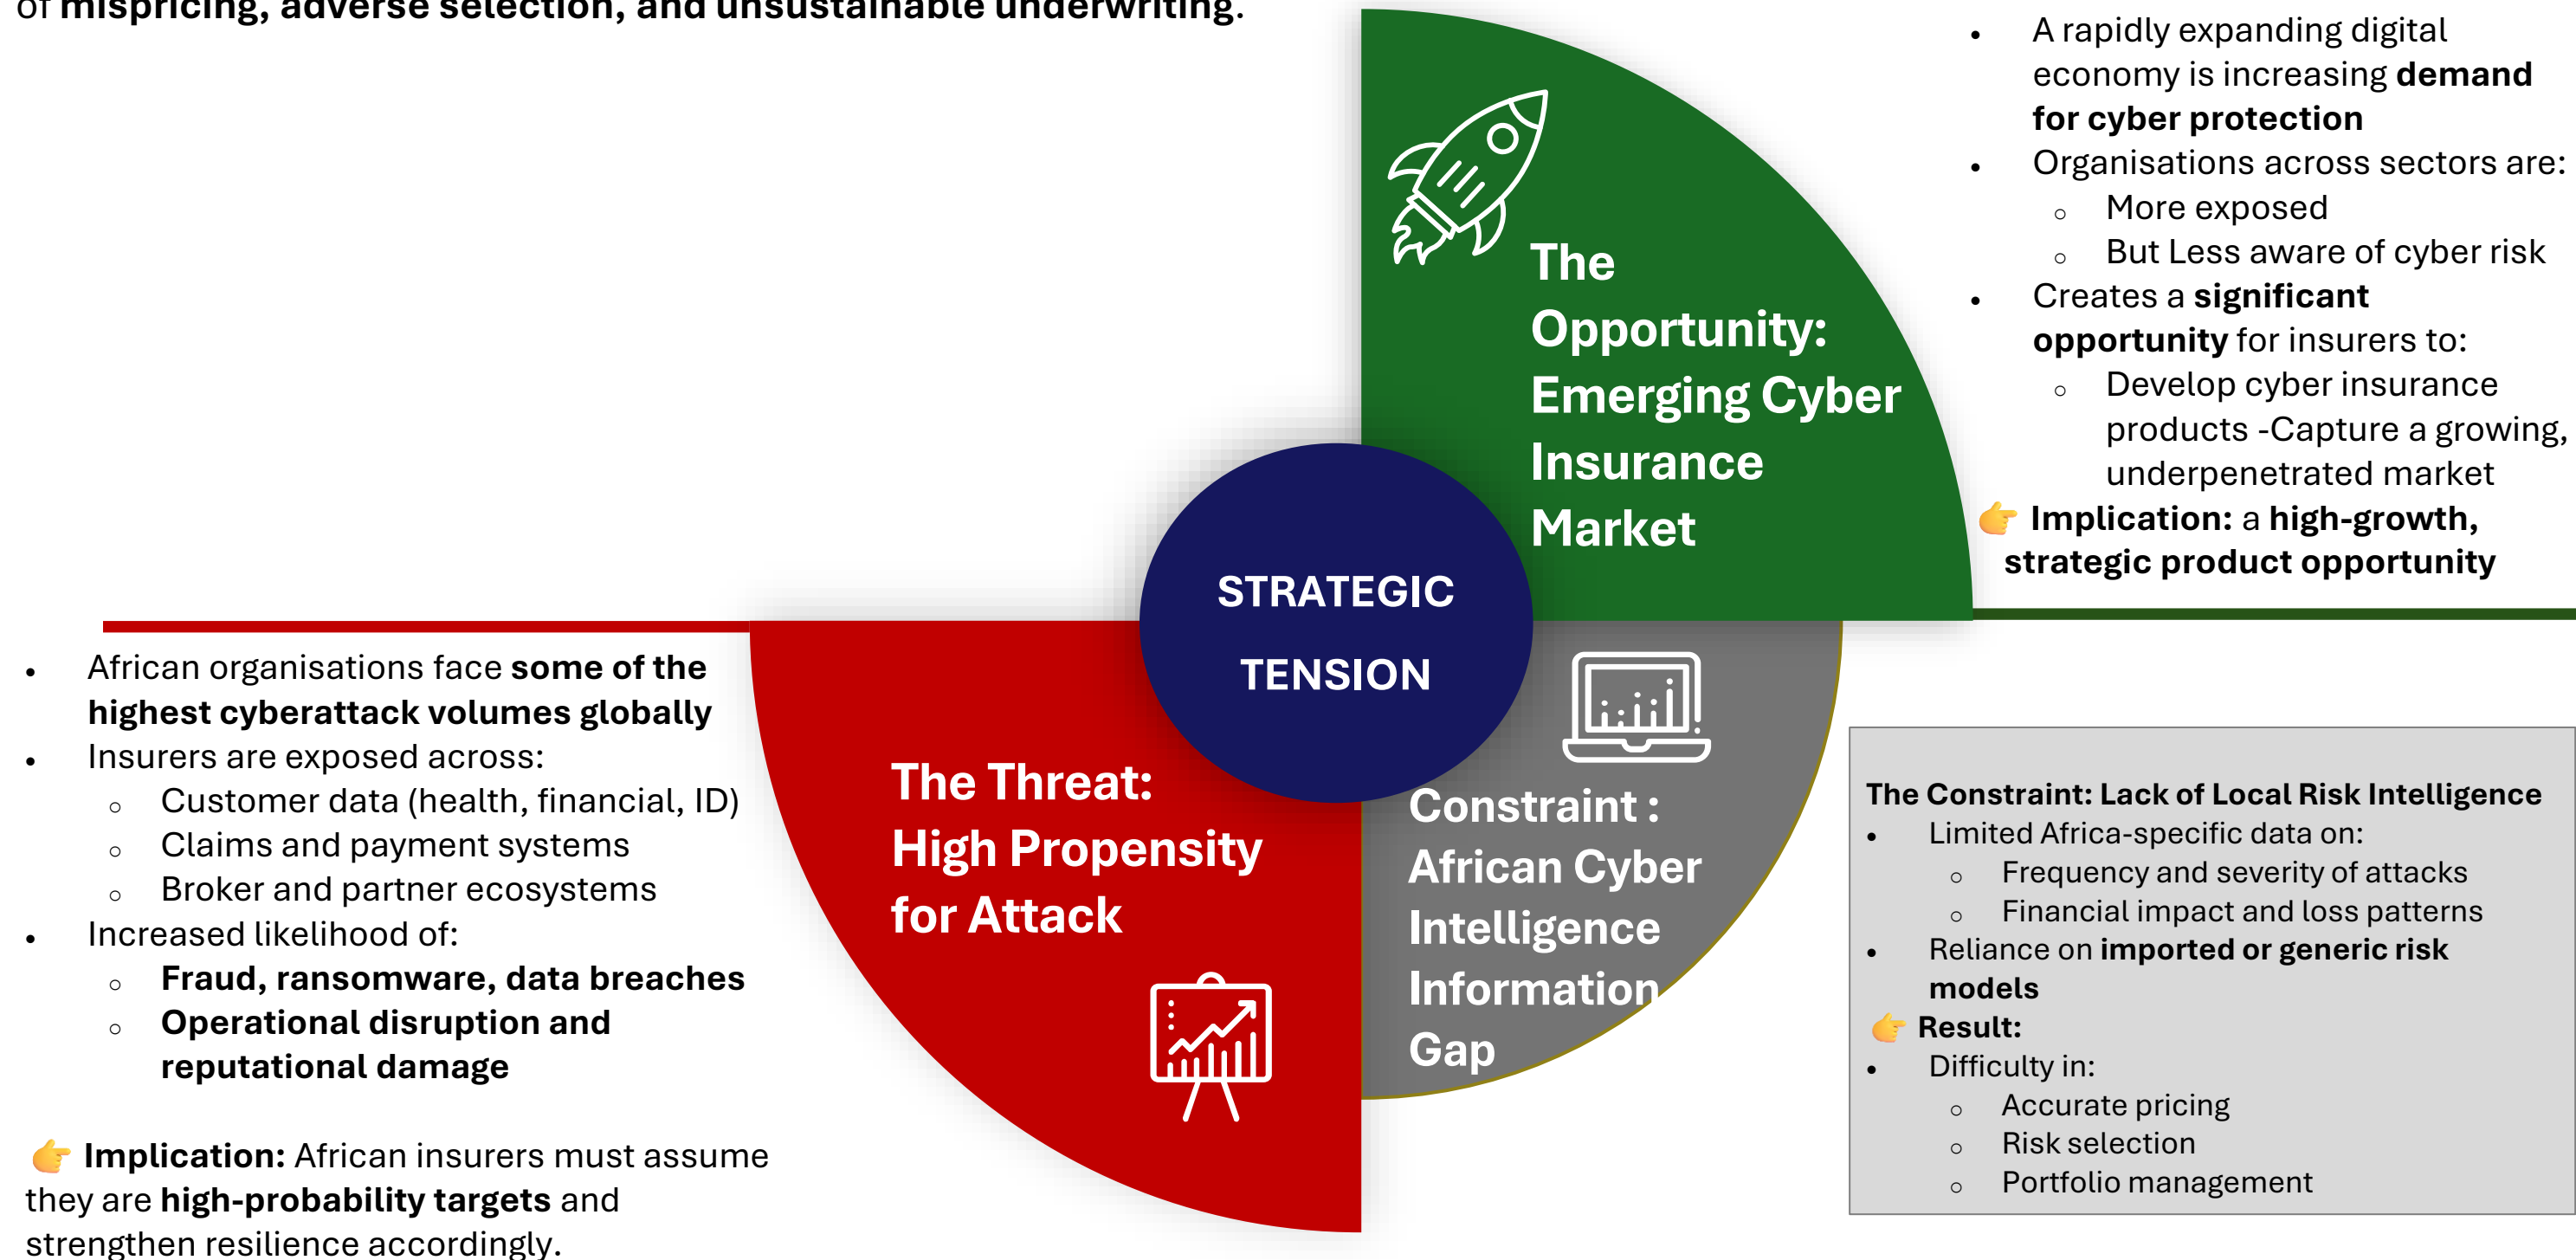 of mispricing, adverse selection, and unsustainable underwriting.
• A rapidly expanding digital
economy is increasing demand
for cyber protection
• Organisations across sectors are:
○ More exposed
○ But Less aware of cyber risk
• Creates a significant
opportunity for insurers to:
○ Develop cyber insurance
products -Capture a growing,
underpenetrated market
👉 Implication: a high-growth,
strategic product opportunity
The
Opportunity:
Emerging Cyber
Insurance
Market
STRATEGIC
TENSION
• African organisations face some of the
highest cyberattack volumes globally
• Insurers are exposed across:
○ Customer data (health, financial, ID)
○ Claims and payment systems
○ Broker and partner ecosystems
• Increased likelihood of:
○ Fraud, ransomware, data breaches
○ Operational disruption and
reputational damage
👉 Implication: African insurers must assume
they are high-probability targets and
strengthen resilience accordingly.
The Threat:
High Propensity
for Attack
Constraint :
African Cyber
Intelligence
Information
Gap
The Constraint: Lack of Local Risk Intelligence
• Limited Africa-specific data on:
○ Frequency and severity of attacks
○ Financial impact and loss patterns
• Reliance on imported or generic risk
models
👉 Result:
• Difficulty in:
○ Accurate pricing
○ Risk selection
○ Portfolio management